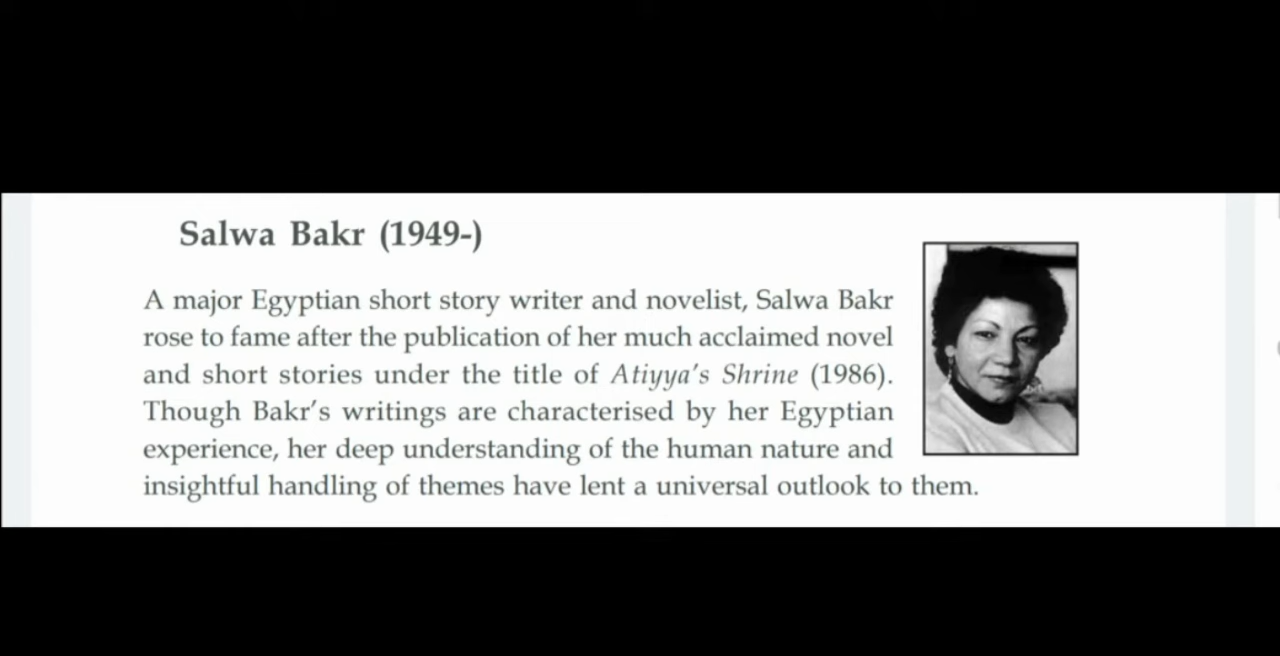 Salwa Bakr (1949-)
A major Egyptian short story writer and novelist, Salwa Bakr
rose to fame after the publication of her much acclaimed novel
and short stories under the title of Atiyya's Shrine (1986).
Though Bakr's writings are characterised by her Egyptian
experience, her deep understanding of the human nature and
insightful handling of themes have lent a universal outlook to them.